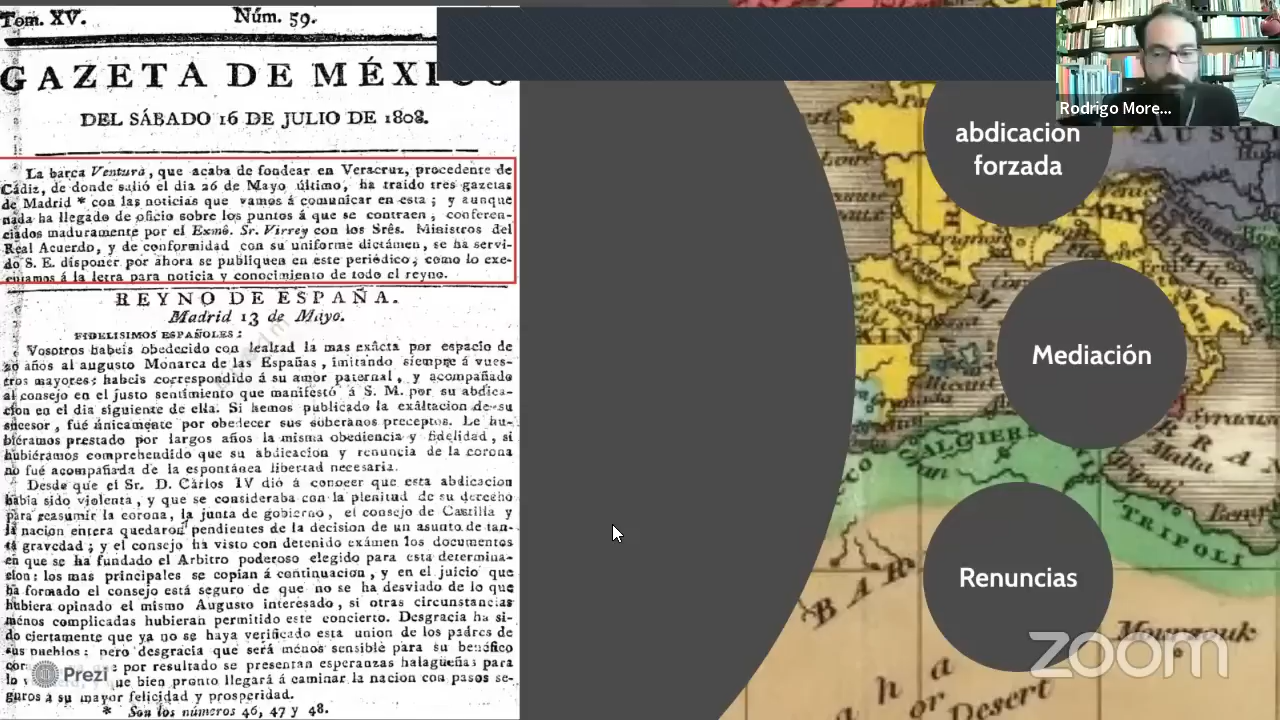 Tom. XV.
Núm. 59.
GAZETA DE MÉXICO
DEL SÁBADO 16 DE JULIO DE 1808.
La barca Ventura, que acaba de fondear en Veracruz, procedente de
Cádiz, de donde salió el dia 26 de Mayo último, ha traido tres gazetas
de Madrid * con las noticias que vamos á comunicar en esta; y aunque
nada ha llegado de oficio sobre los puntos á que se contraen, conferen-
ciados maduramente por el Exmô. Sr. Virrey con los Srês. Ministros del
Real Acuerdo, y de conformidad con su uniforme dictámen, se ha servi-
do S. E. disponer por ahora se publiquen en este periódico, como lo exe-
cutamos á la letra para noticia y conocimiento de todo el reyno.
REYNO DE ESPAÑA.
Madrid 13 de Mayo.
FIDELISIMOS ESPAÑOLES:
Vosotros habeis obedecido con lealtad la mas exâcta por espacio de
20 años al augusto Monarca de las Españas, imitando siempre á vues-
tros mayores: habeis correspondido á su amor paternal, y acompañado
al consejo en el justo sentimiento que manifestó á S. M. por su abdica-
cion en el dia siguiente de ella. Si hemos publicado la exâltacion de su
sucesor, fué únicamente por obedecer sus soberanos preceptos. Le hu-
biéramos prestado por largos años la misma obediencia y fidelidad, si
hubiéramos comprehendido que su abdicacion y renuncia de la corona
no fué acompañada de la espontánea libertad necesaria.
Desde que el Sr. D. Cárlos IV dió á conocer que esta abdicacion
habia sido violenta, y que se consideraba con la plenitud de su derecho
para reasumir la corona, la junta de gobierno, el consejo de Castilla y
la nacion entera quedaron pendientes de la decision de un asunto de tan-
ta gravedad; y el consejo ha visto con detenido exámen los documentos
en que se ha fundado el Arbitro poderoso elegido para esta determina-
cion: los mas principales se copian á continuacion, y en el juicio que
ha formado el consejo está seguro de que no se ha desviado de lo que
hubiera opinado el mismo Augusto interesado, si otras circunstancias
ménos complicadas hubieran permitido este concierto. Desgracia ha si-
do ciertamente que ya no se haya verificado esta union de los padres de
sus pueblos: pero desgracia que será ménos sensible para su benéfico
cor por resultado se presentan esperanzas halagueñas para
lo que bien pronto llegará á caminar la nacion con pasos se-
guros a su mayor felicidad y prosperidad.
* Son los números 46, 47 y 48.
Prezi
abdicacion
forzada
Mediación
Renuncias
Rodrigo More...
ALGIERS
TRIPOLI
Tripoli
Malta
Syracuse
BAR
Mourzouk
Desert
or
zoom